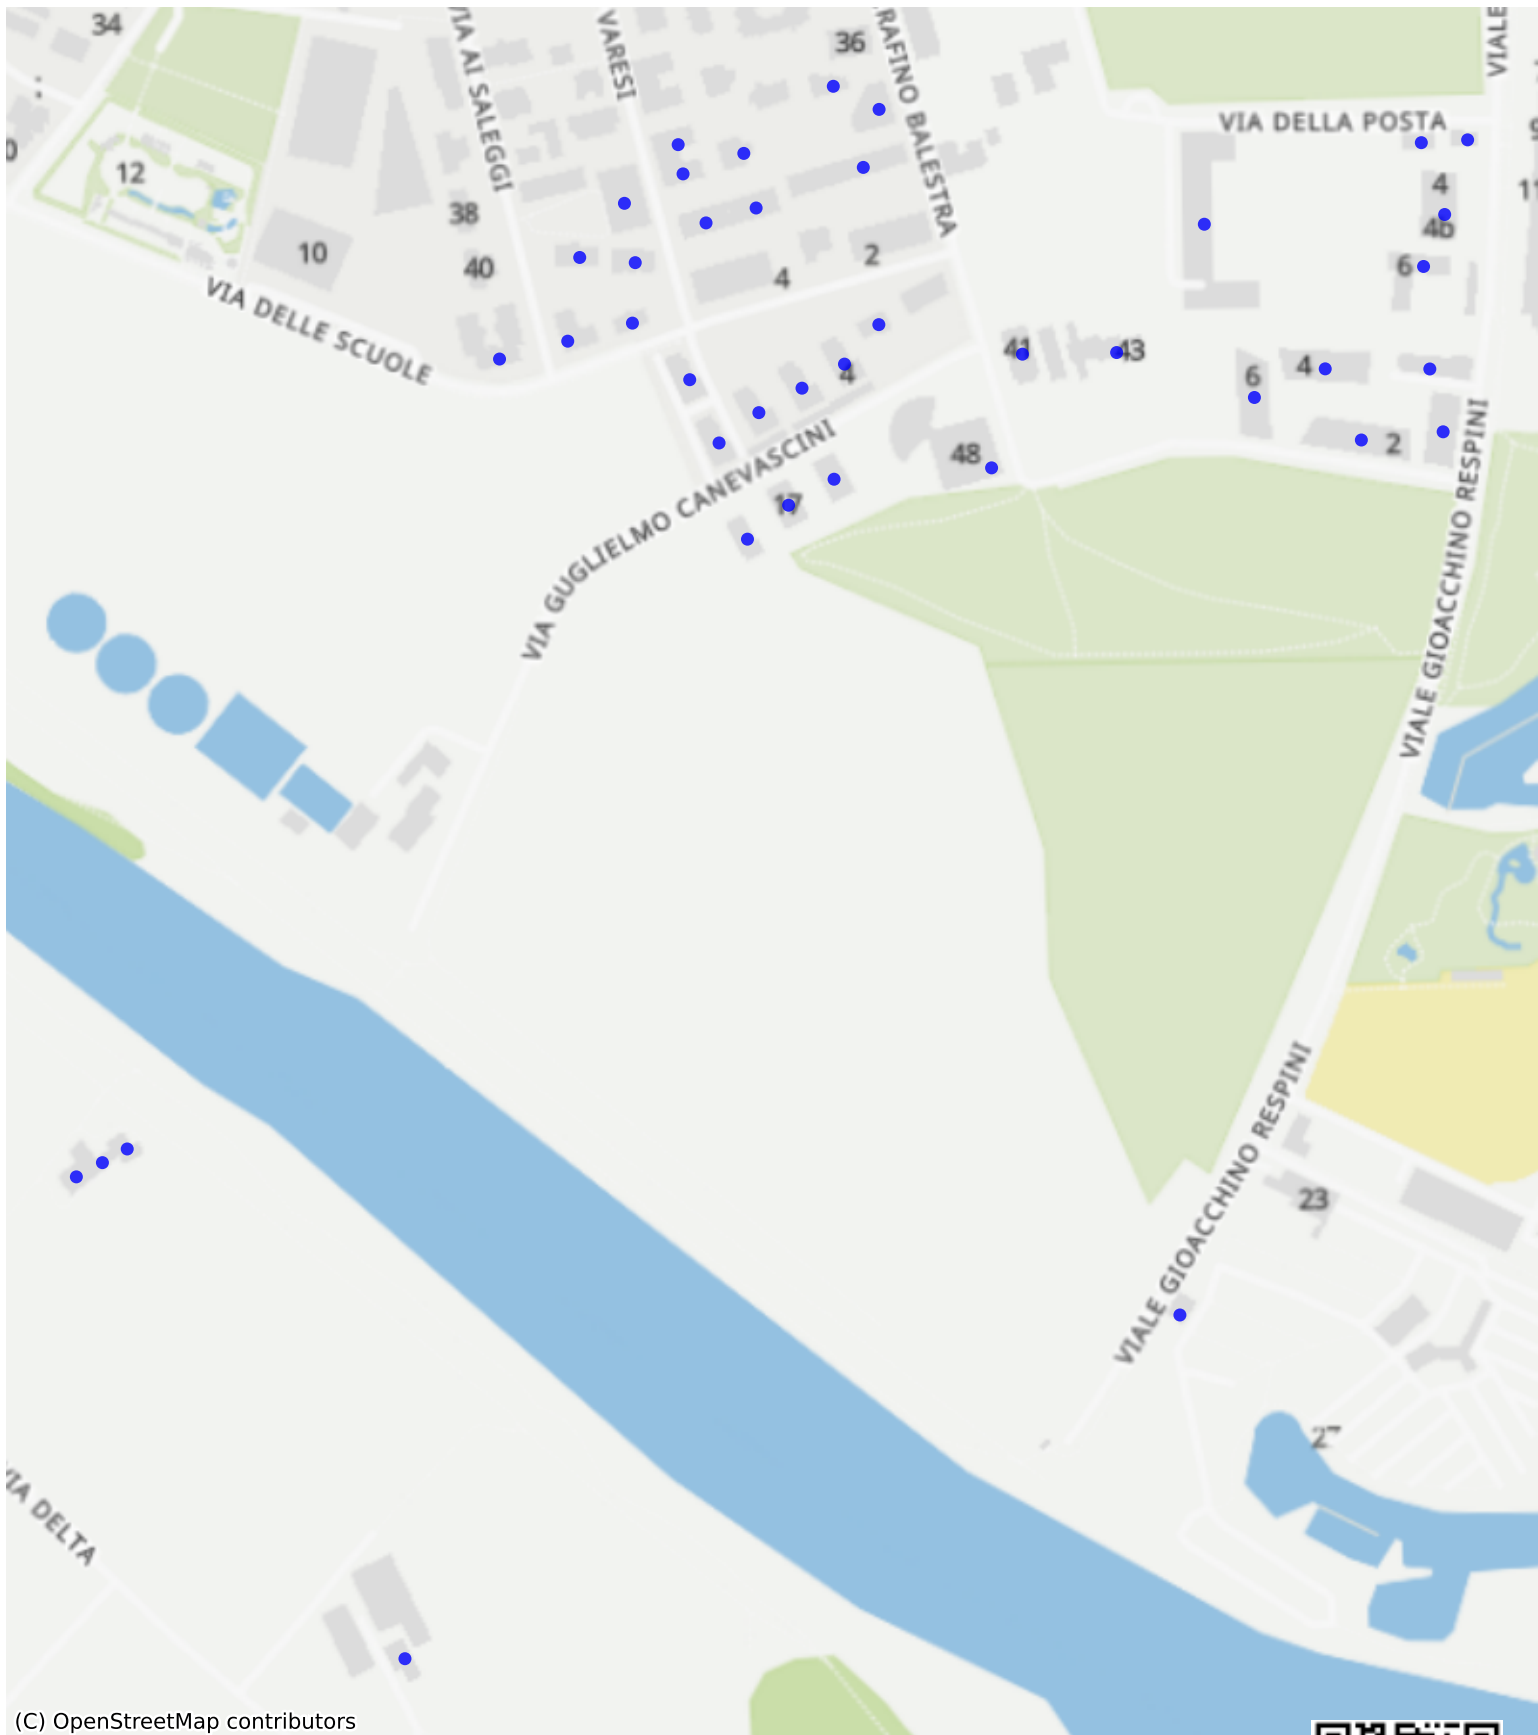 34
VIA AI SALEGGI
VARESI
36
RAFINO BALESTRA
VIALE
VIA DELLA POSTA
12
38
10
40
4
2
4
4b
6
VIA DELLE SCUOLE
41
43
4
6
4
2
48
17
VIA GUGLIELMO CANEVASCINI
VIALE GIOACCHINO RESPINI
VIALE GIOACCHINO RESPINI
23
VIA DELTA
(C) OpenStreetMap contributors